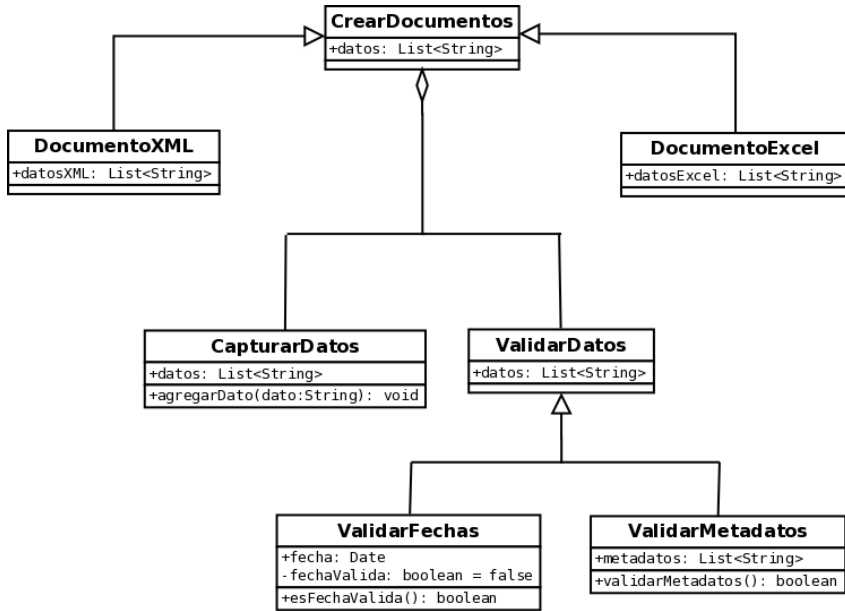 CrearDocumentos
+datos: List<String>
DocumentoXML
+datosXML: List<String>
DocumentoExcel
+datosExcel: List<String>
CapturarDatos
+datos: List<String>
+agregarDato(dato:String): void
ValidarDatos
+datos: List<String>
ValidarFechas
+fecha: Date
-fechaValida: boolean = false
+esFechaValida(): boolean
ValidarMetadatos
+metadatos: List<String>
+validarMetadatos(): boolean